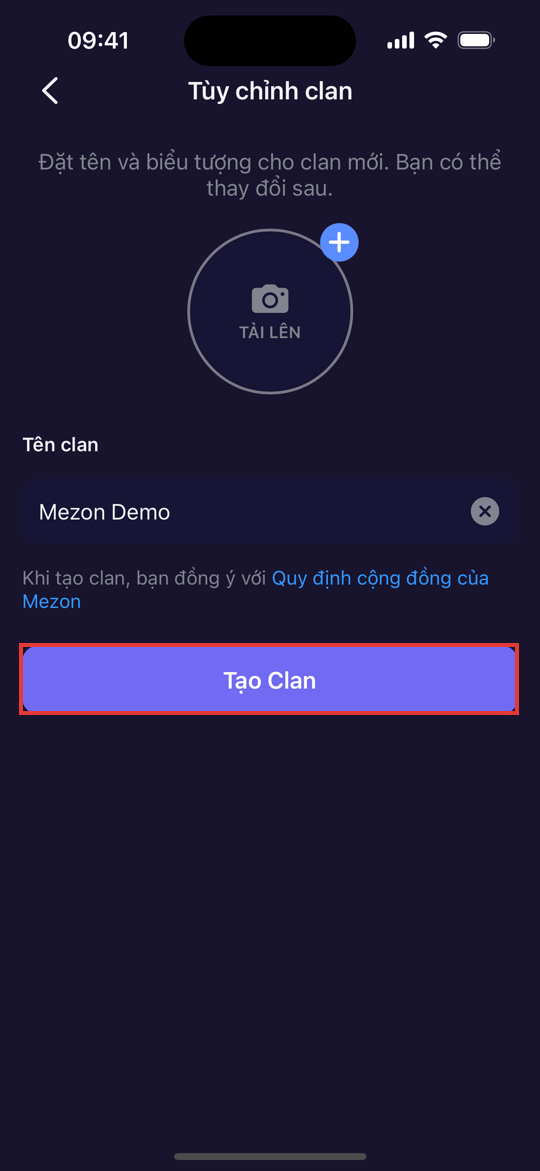 09:41
Tùy chỉnh clan
Đặt tên và biểu tượng cho clan mới. Bạn có thể
thay đổi sau.
TẢI LÊN
Tên clan
Mezon Demo
Khi tạo clan, bạn đồng ý với Quy định cộng đồng của
Mezon
Tạo Clan